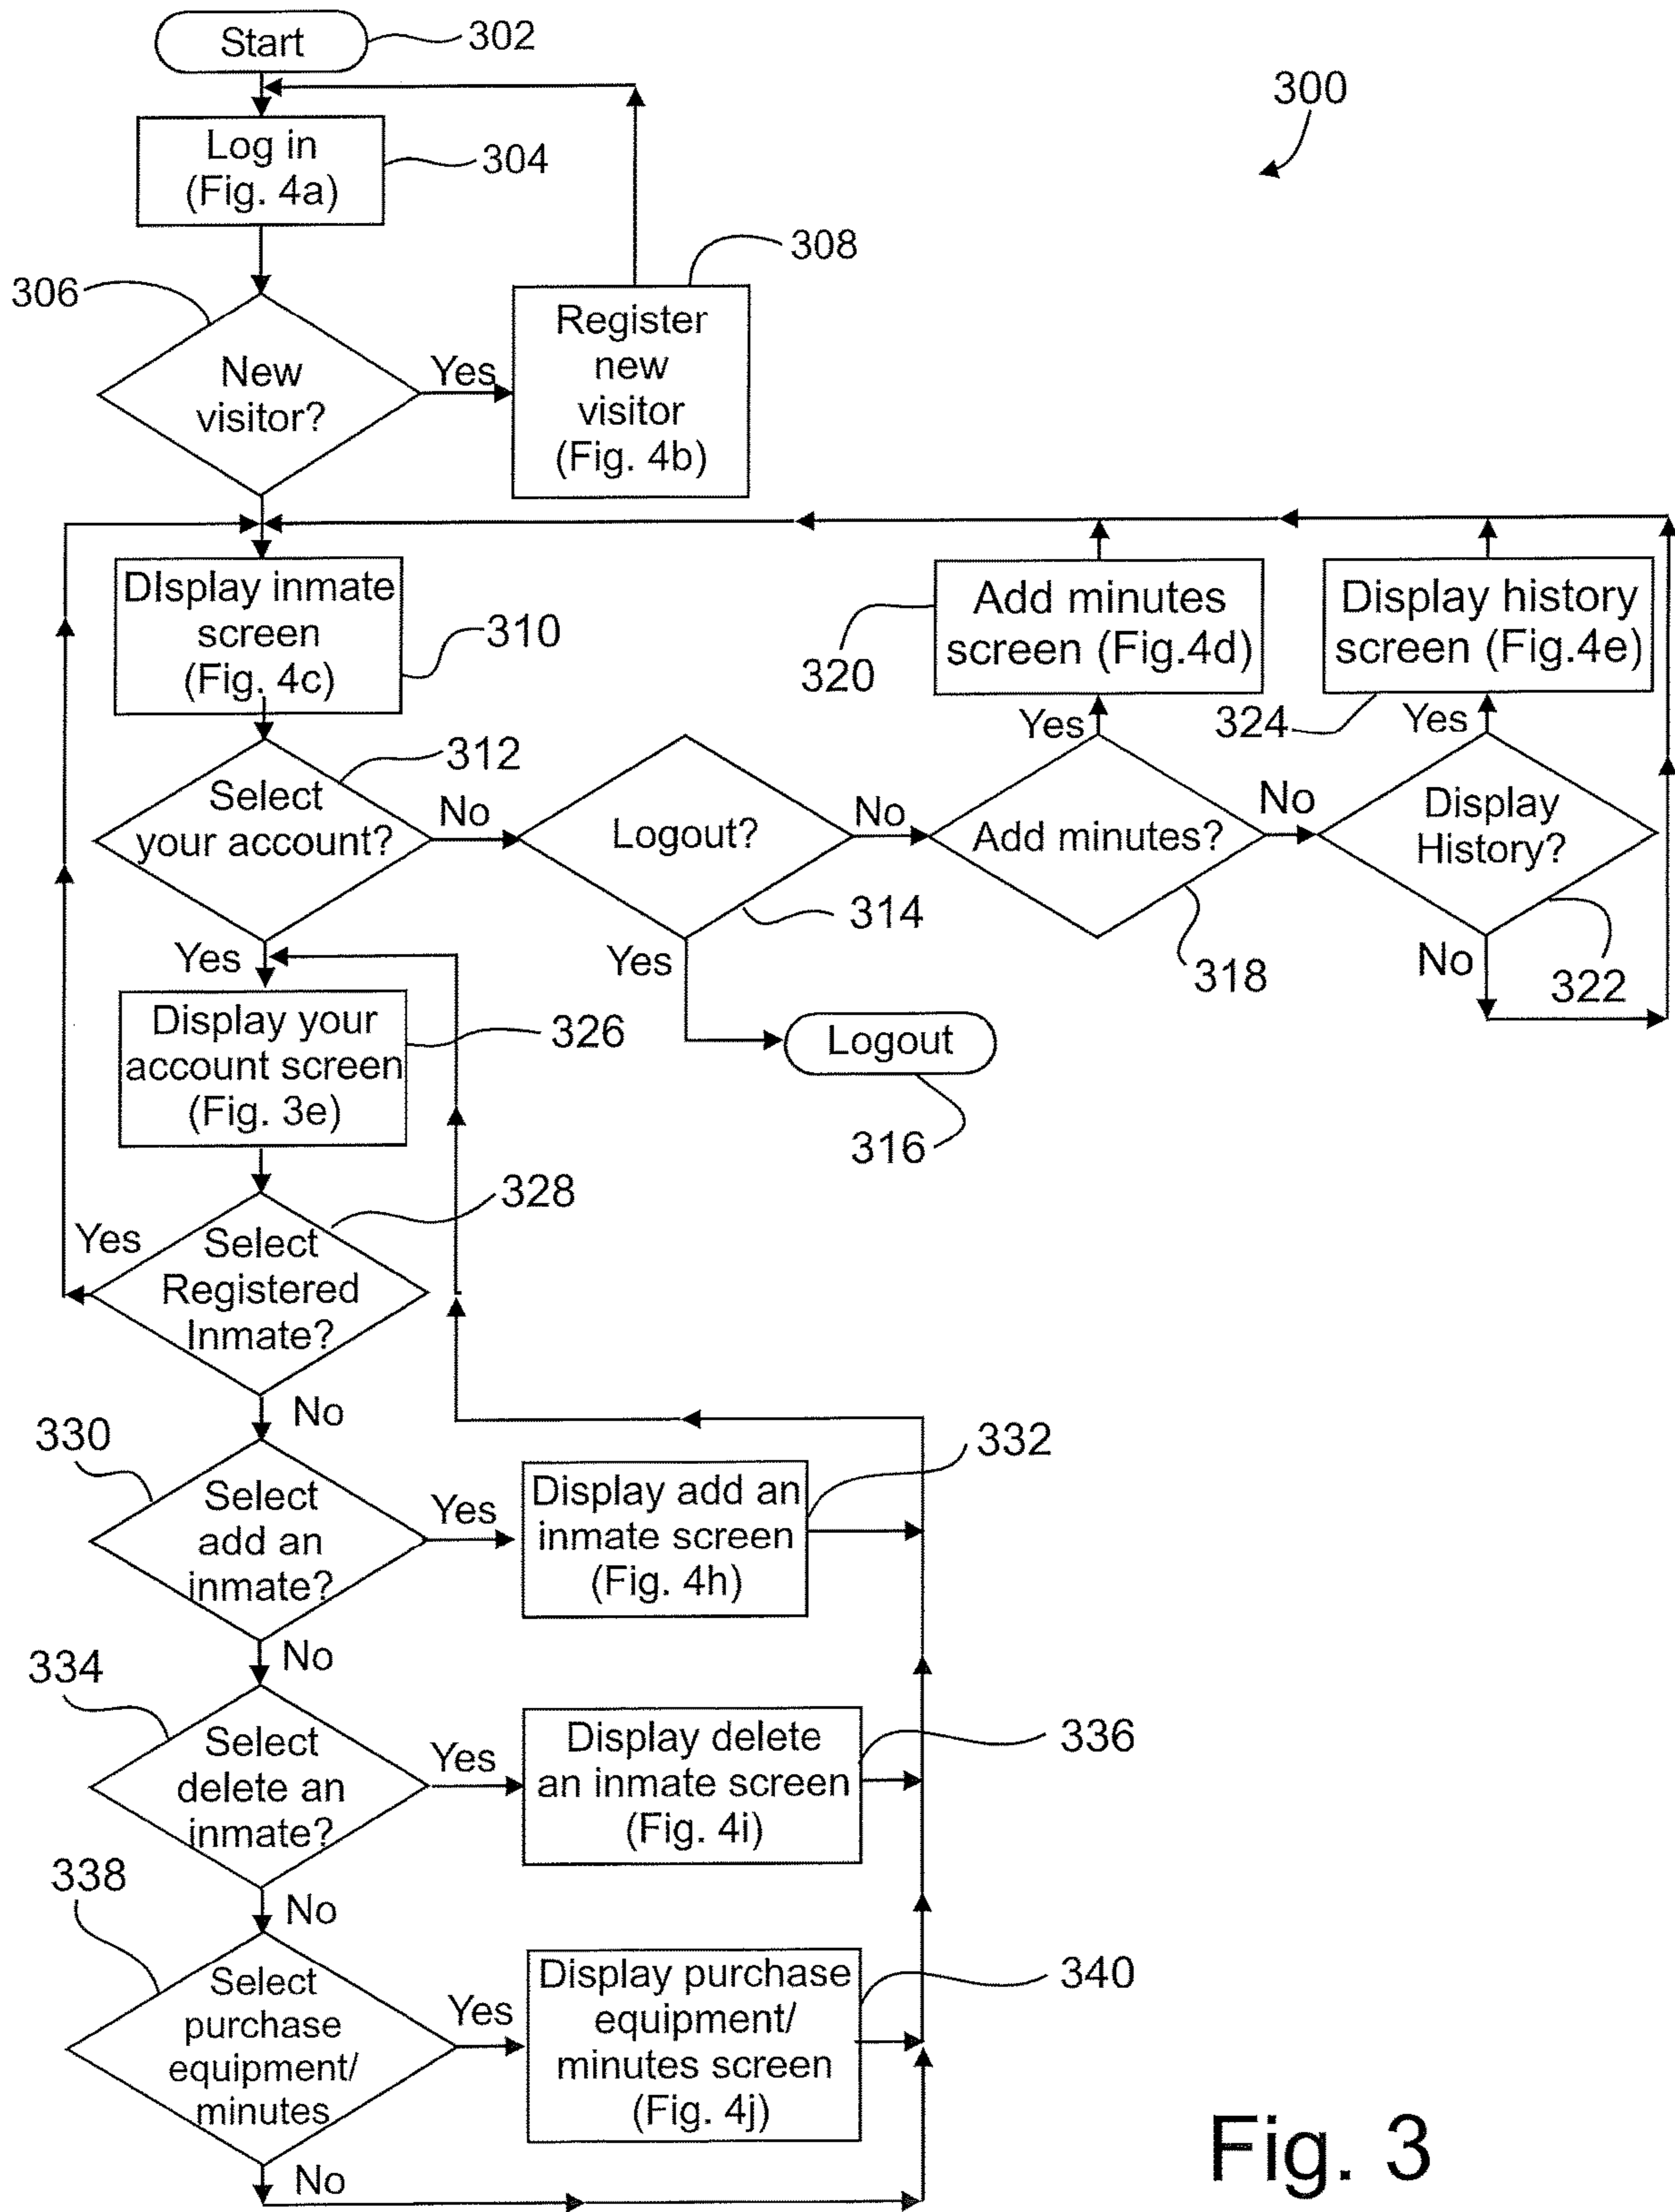 Start
302
300
Log in
(Fig. 4a)
304
306
New
visitor?
Yes
308
Register
new
visitor
(Fig. 4b)
DIsplay inmate
screen
(Fig. 4c)
310
320
Add minutes
screen (Fig.4d)
Display history
screen (Fig.4e)
324
Yes
Yes
312
Select
your account?
No
Logout?
No
Add minutes?
No
Display
History?
314
318
322
Yes
Yes
No
Logout
316
Display your
account screen
(Fig. 3e)
326
328
Yes
Select
Registered
Inmate?
No
330
Select
add an
inmate?
Yes
Display add an
inmate screen
(Fig. 4h)
332
No
334
Select
delete an
inmate?
Yes
Display delete
an inmate screen
(Fig. 4i)
336
No
338
Select
purchase
equipment/
minutes
Yes
Display purchase
equipment/
minutes screen
(Fig. 4j)
340
No
Fig. 3